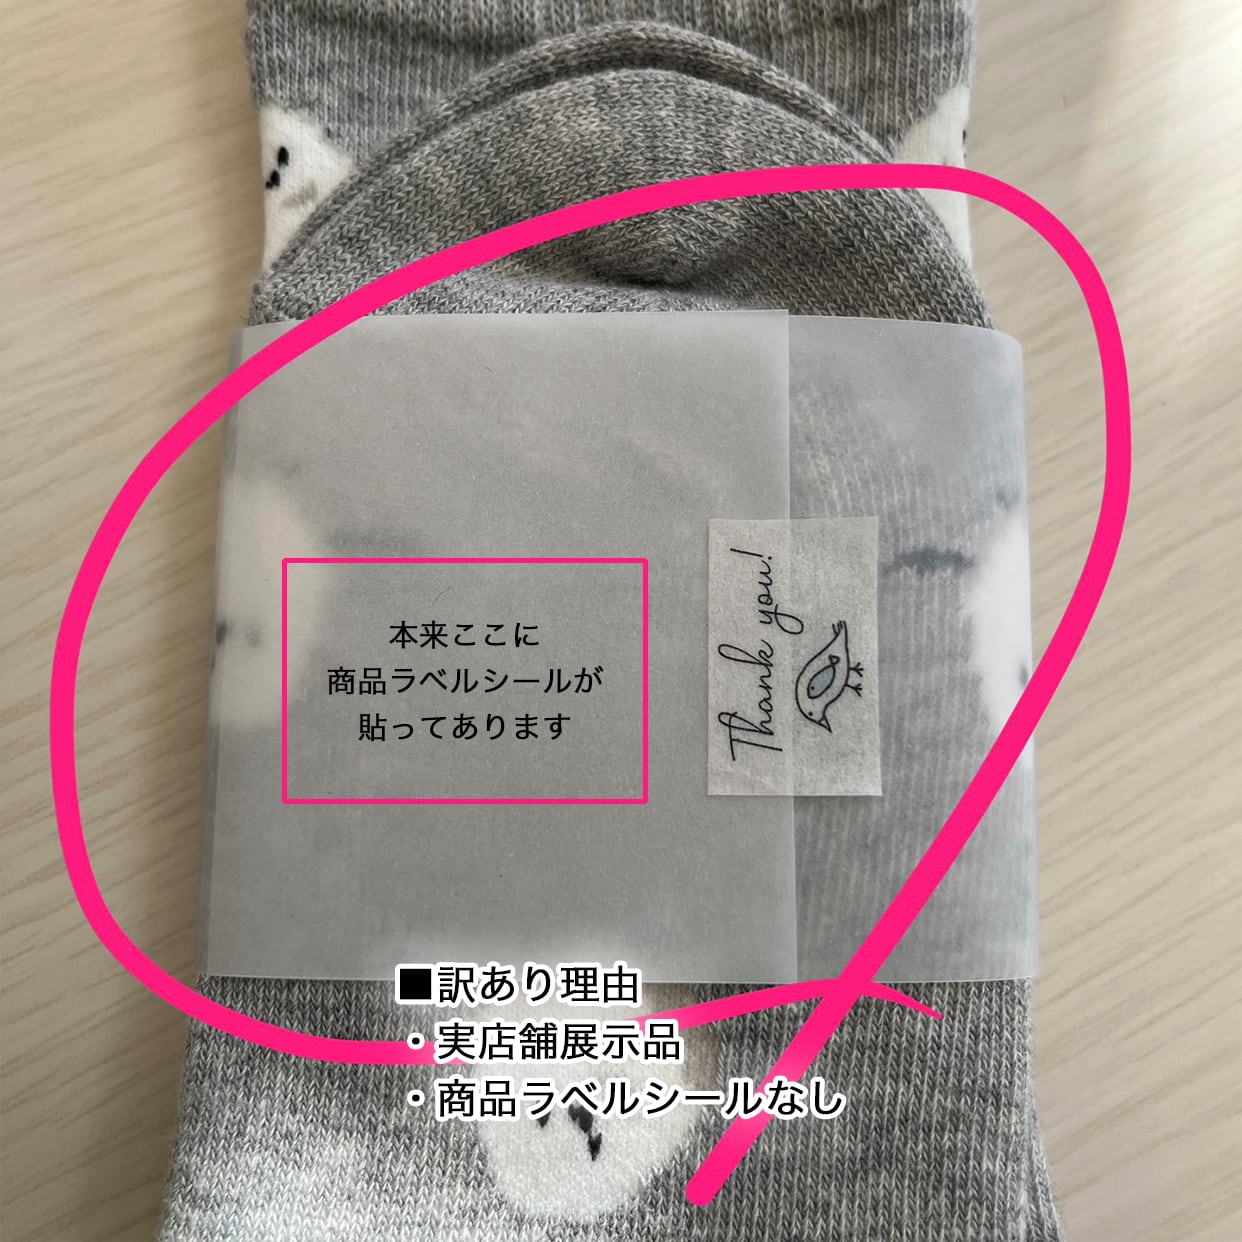 本来ここに
商品ラベルシールが
貼ってあります
Thank you!
■訳あり理由
・実店舗展示品
・商品ラベルシールなし